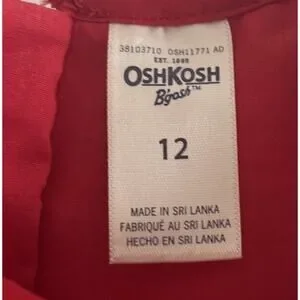 38103710 OSH11771 AD
EST. 1895
OSHKOSH
B'gosh™
12
MADE IN SRI LANKA
FABRIQUÉ AU SRI LANKA
HECHO EN SRI LANKA